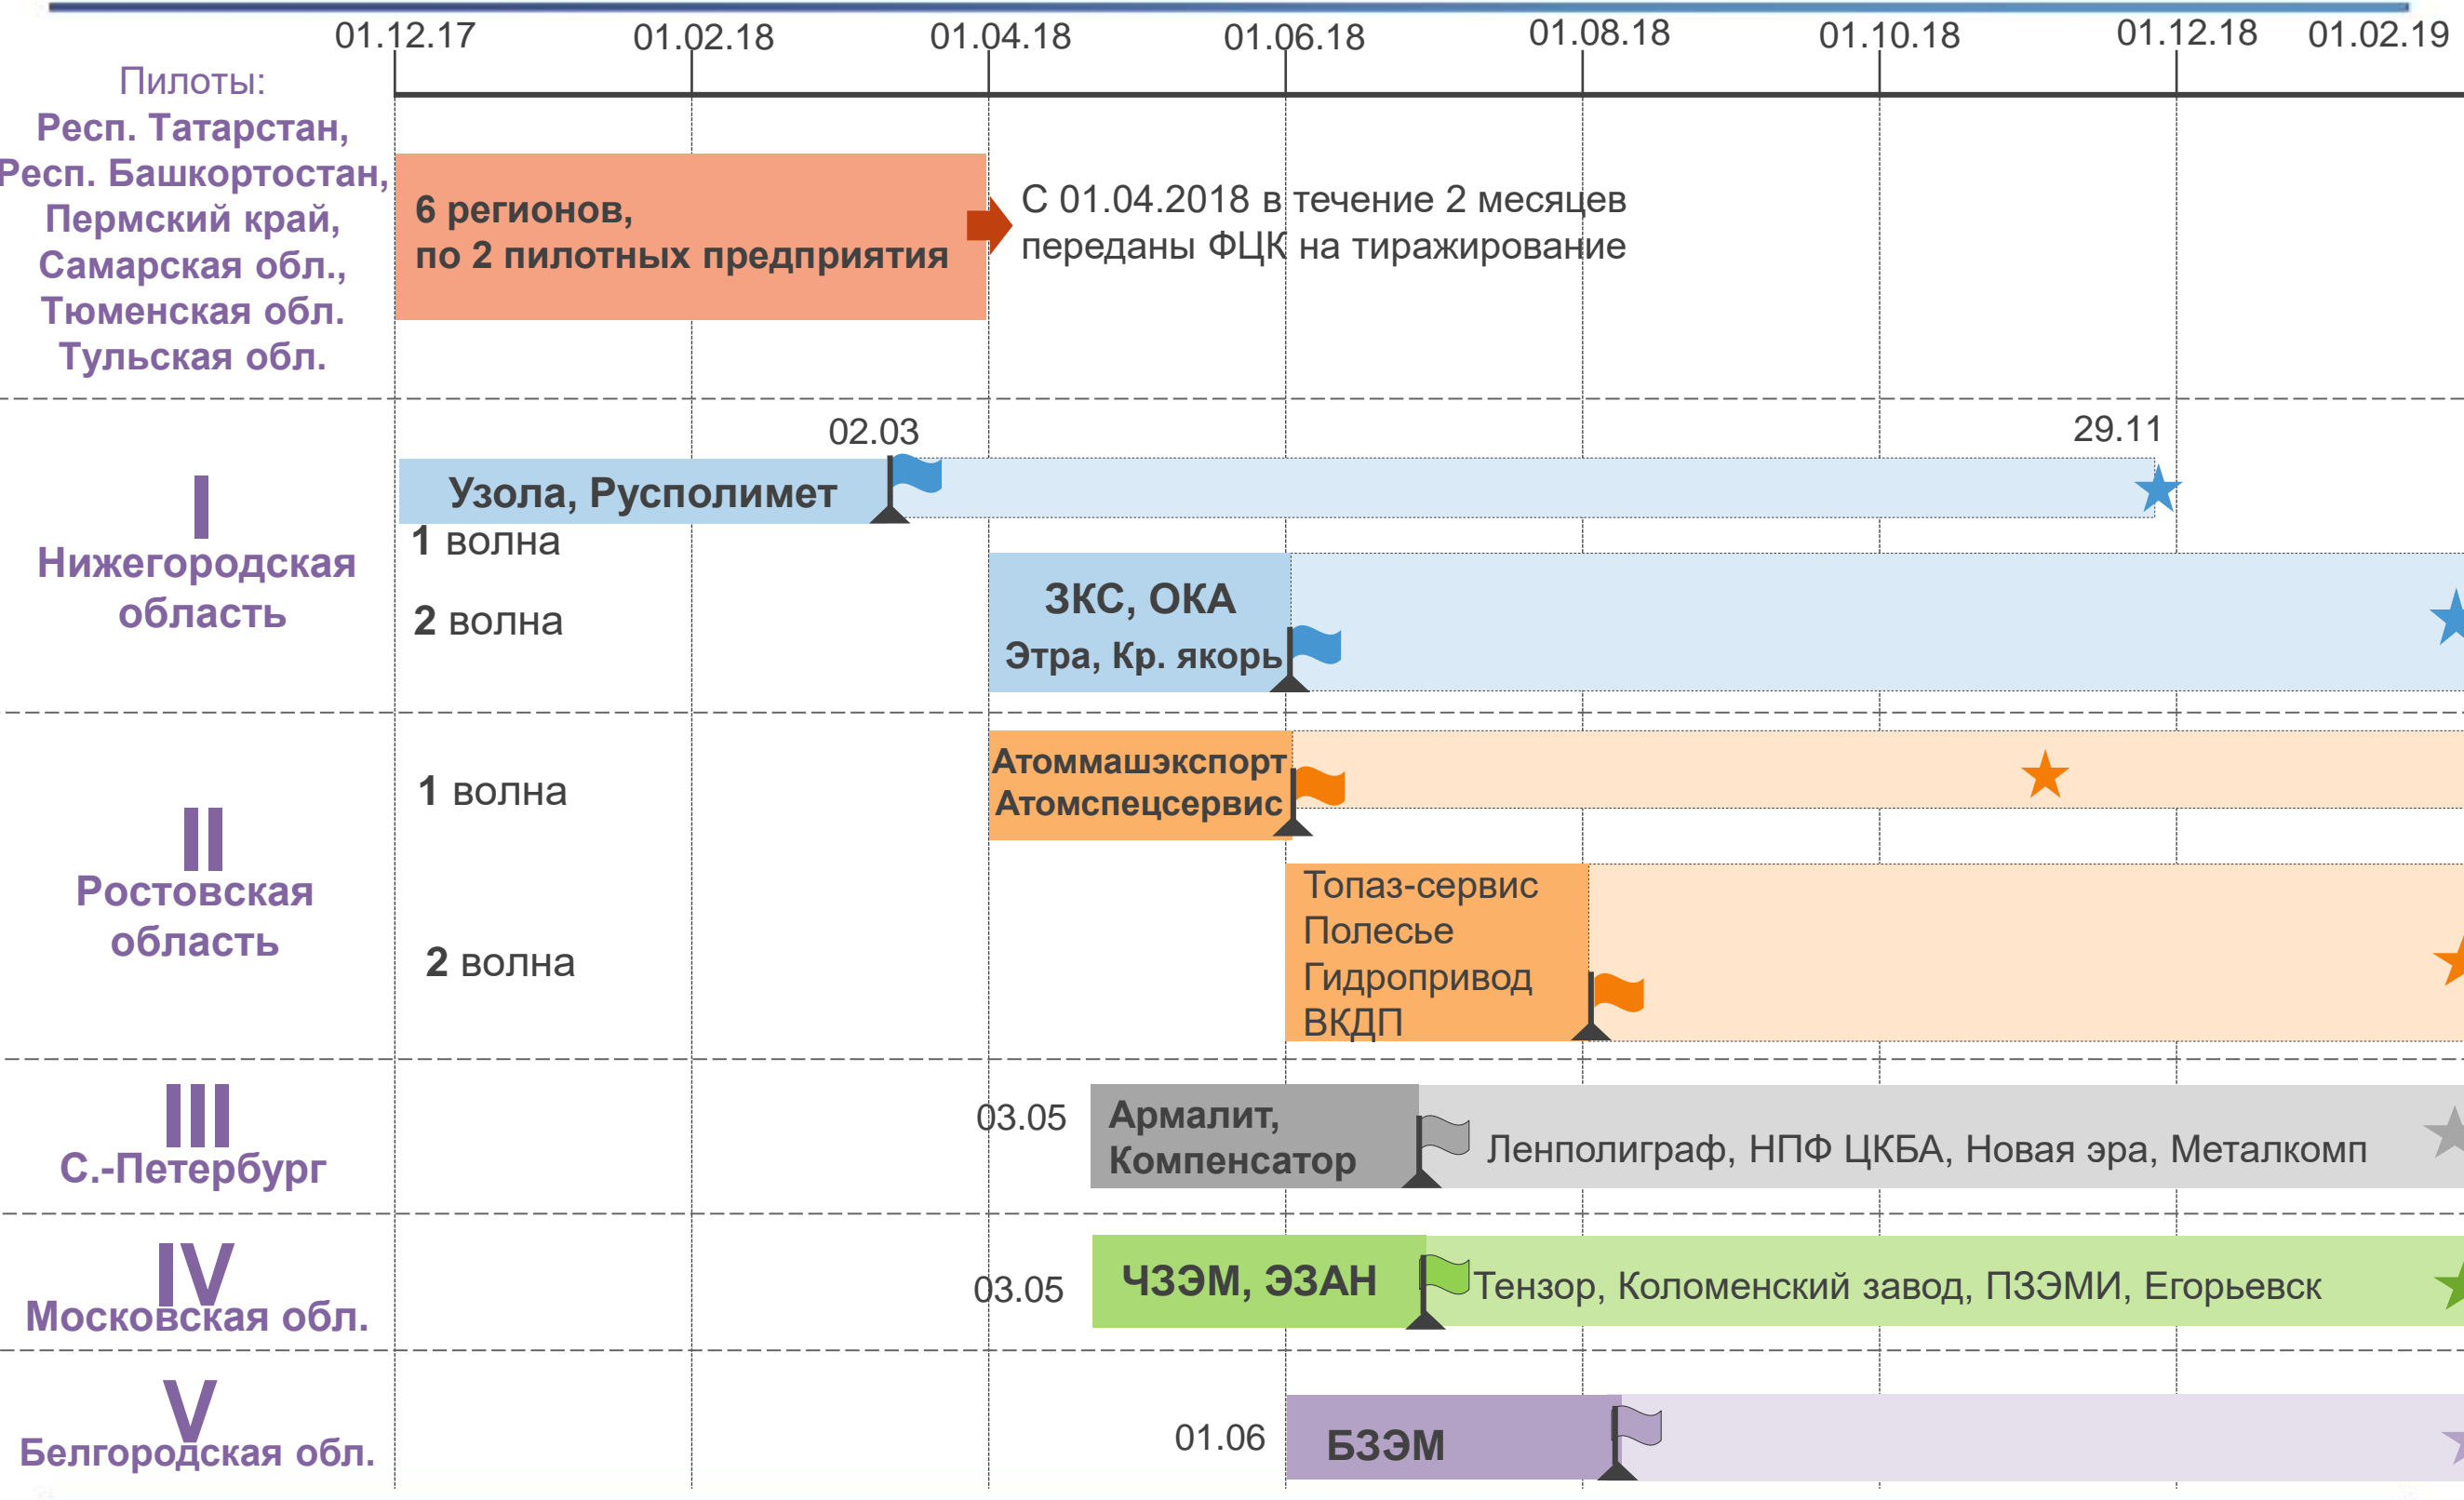 01.12.17 01.02.18 01.04.18 01.06.18 01.08.18 01.10.18 01.12.18 01.02.19
Пилоты:
Респ. Татарстан,
Респ. Башкортостан,
Пермский край,
Самарская обл.,
Тюменская обл.
Тульская обл.
6 регионов,
по 2 пилотных предприятия
С 01.04.2018 в течение 2 месяцев
переданы ФЦК на тиражирование
I
Нижегородская
область
02.03
29.11
Узола, Русполимет
1 волна
2 волна
ЗКС, ОКА
Этра, Кр. якорь
II
Ростовская
область
1 волна
Атоммашэкспорт
Атомспецсервис
2 волна
Топаз-сервис
Полесье
Гидропривод
ВКДП
III
С.-Петербург
03.05
Армалит,
Компенсатор
Ленполиграф, НПФ ЦКБА, Новая эра, Металкомп
IV
Московская обл.
03.05
ЧЗЭМ, ЭЗАН
Тензор, Коломенский завод, ПЗЭМИ, Егорьевск
V
Белгородская обл.
01.06
БЗЭМ